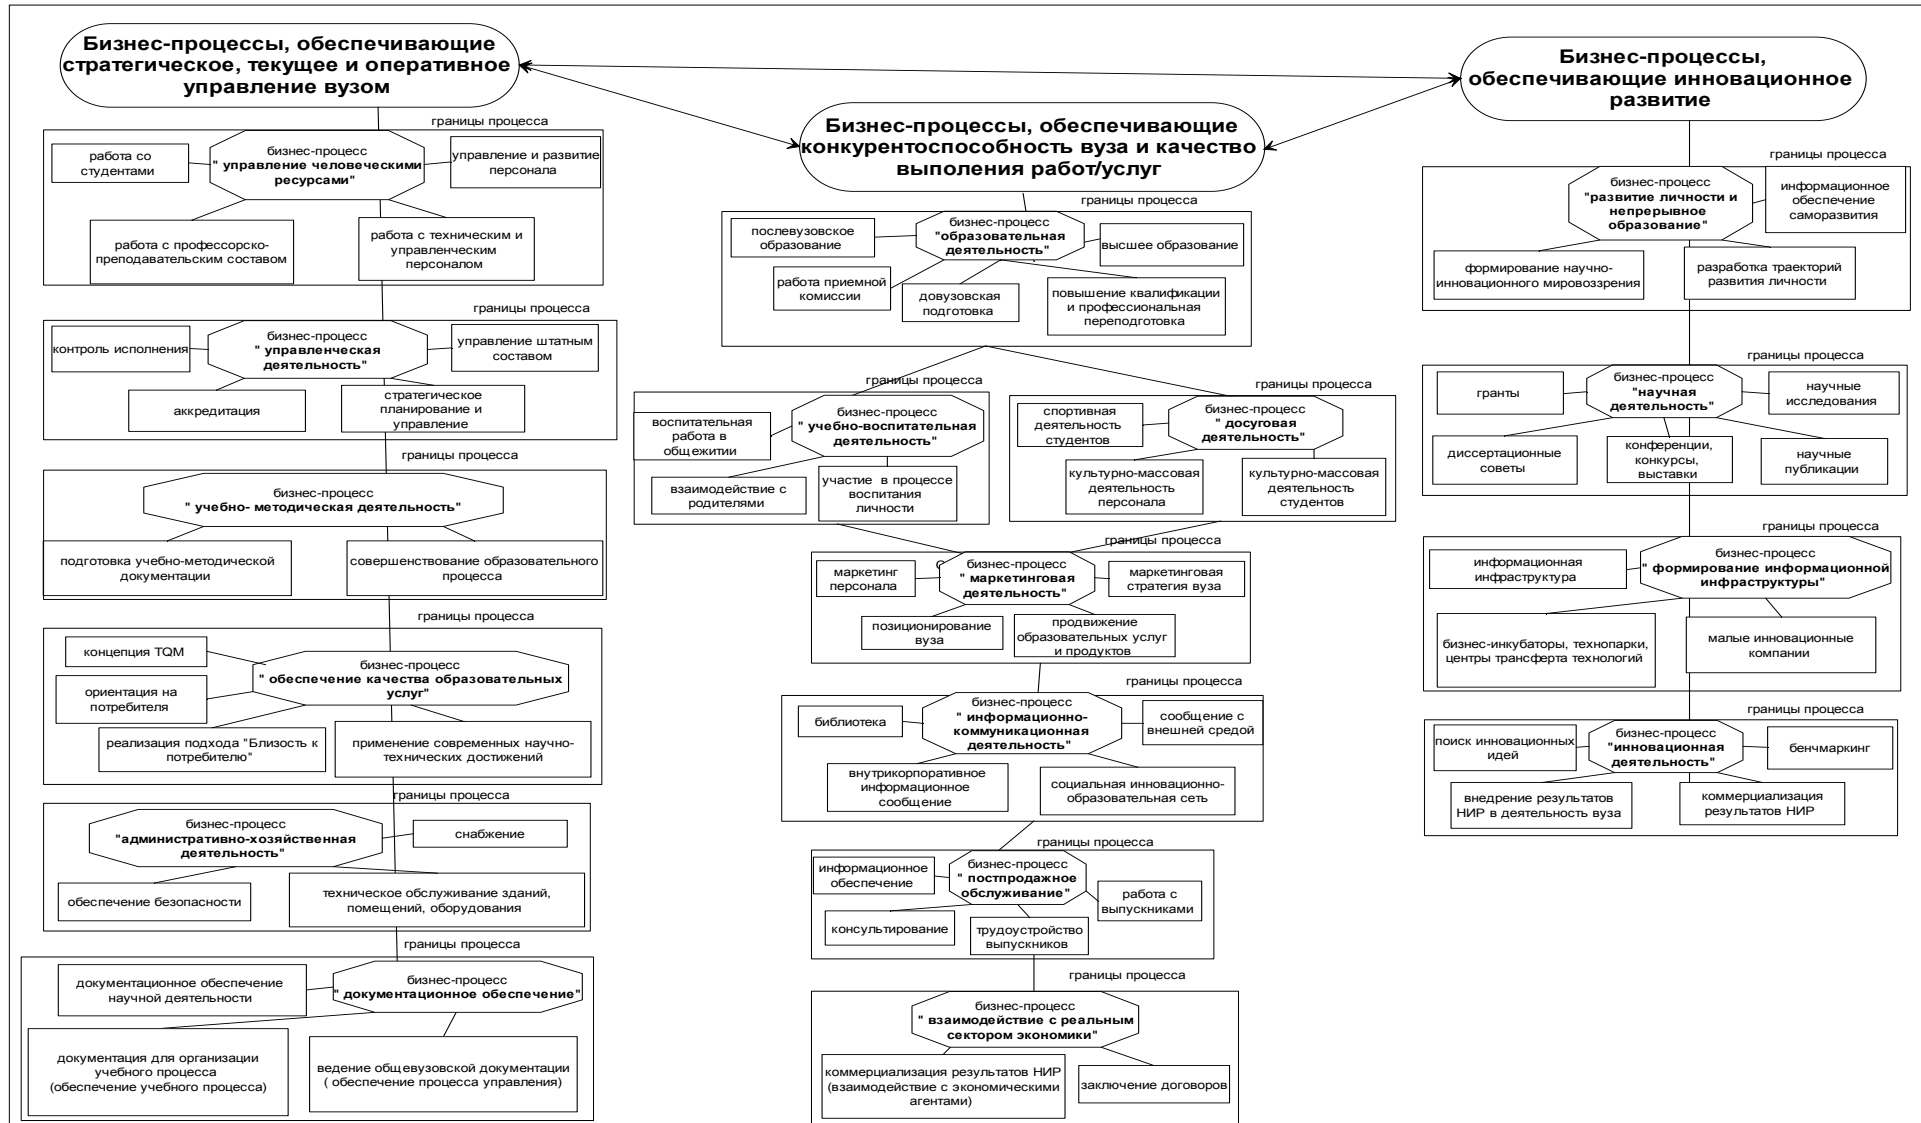 Бизнес-процессы, обеспечивающие
стратегическое, текущее и оперативное
управление вузом
границы процесса
бизнес-процесс
" управление человеческими
ресурсами"
работа со
студентами
управление и развитие
персонала
работа с профессорско-
преподавательским составом
работа с техническим и
управленческим
персоналом
границы процесса
бизнес-процесс
" управленческая
деятельность"
контроль исполнения
управление штатным
составом
аккредитация
стратегическое
планирование и
управление
границы процесса
бизнес-процесс
" учебно- методическая деятельность"
подготовка учебно-методической
документации
совершенствование образовательного
процесса
границы процесса
концепция TQM
бизнес-процесс
" обеспечение качества образовательных
услуг"
ориентация на
потребителя
реализация подхода "Близость к
потребителю"
применение современных научно-
технических достижений
границы процесса
бизнес-процесс
"административно-хозяйственная
деятельность"
снабжение
обеспечение безопасности
техническое обслуживание зданий,
помещений, оборудования
границы процесса
бизнес-процесс
" документационное обеспечение"
документационное обеспечение
научной деятельности
документация для организации
учебного процесса
(обеспечение учебного процесса)
ведение общевузовской документации
( обеспечение процесса управления)
Бизнес-процессы, обеспечивающие
конкурентоспособность вуза и качество
выполения работ/услуг
границы процесса
бизнес-процесс
"образовательная
деятельность"
послевузовское
образование
высшее образование
работа приемной
комиссии
довузовская
подготовка
повышение квалификации
и профессиональная
переподготовка
границы процесса
бизнес-процесс
" учебно-воспитательная
деятельность"
воспитательная
работа в
общежитии
взаимодействие с
родителями
участие в процессе
воспитания
личности
границы процесса
бизнес-процесс
" досуговая
деятельность"
спортивная
деятельность
студентов
культурно-массовая
деятельность
персонала
культурно-массовая
деятельность
студентов
границы процесса
бизнес-процесс
" маркетинговая
деятельность"
маркетинг
персонала
маркетинговая
стратегия вуза
позиционирование
вуза
продвижение
образовательных услуг
и продуктов
границы процесса
бизнес-процесс
" информационно-
коммуникационная
деятельность"
библиотека
сообщение с
внешней средой
внутрикорпоративное
информационное
сообщение
социальная инновационно-
образовательная сеть
границы процесса
бизнес-процесс
" постпродажное
обслуживание"
информационное
обеспечение
работа с
выпускниками
консультирование
трудоустройство
выпускников
границы процесса
бизнес-процесс
" взаимодействие с реальным
сектором экономики"
коммерциализация результатов НИР
(взаимодействие с экономическими
агентами)
заключение договоров
Бизнес-процессы,
обеспечивающие инновационное
развитие
границы процесса
бизнес-процесс
"развитие личности и
непрерывное
образование"
информационное
обеспечение
саморазвития
формирование научно-
инновационного мировоззрения
разработка траекторий
развития личности
границы процесса
бизнес-процесс
"научная
деятельность"
гранты
научные
исследования
диссертационные
советы
конференции,
конкурсы,
выставки
научные
публикации
границы процесса
бизнес-процесс
" формирование информационной
инфраструктуры"
информационная
инфраструктура
бизнес-инкубаторы, технопарки,
центры трансферта технологий
малые инновационные
компании
границы процесса
бизнес-процесс
"инновационная
деятельность"
поиск инновационных
идей
бенчмаркинг
внедрение результатов
НИР в деятельность вуза
коммерциализация
результатов НИР